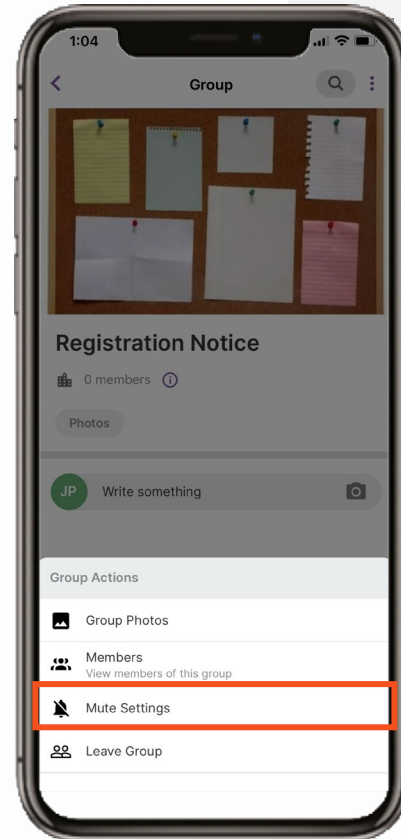 1:04
Group
Registration Notice
0 members
Photos
JP
Write something
Group Actions
Group Photos
Members
View members of this group
Mute Settings
Leave Group